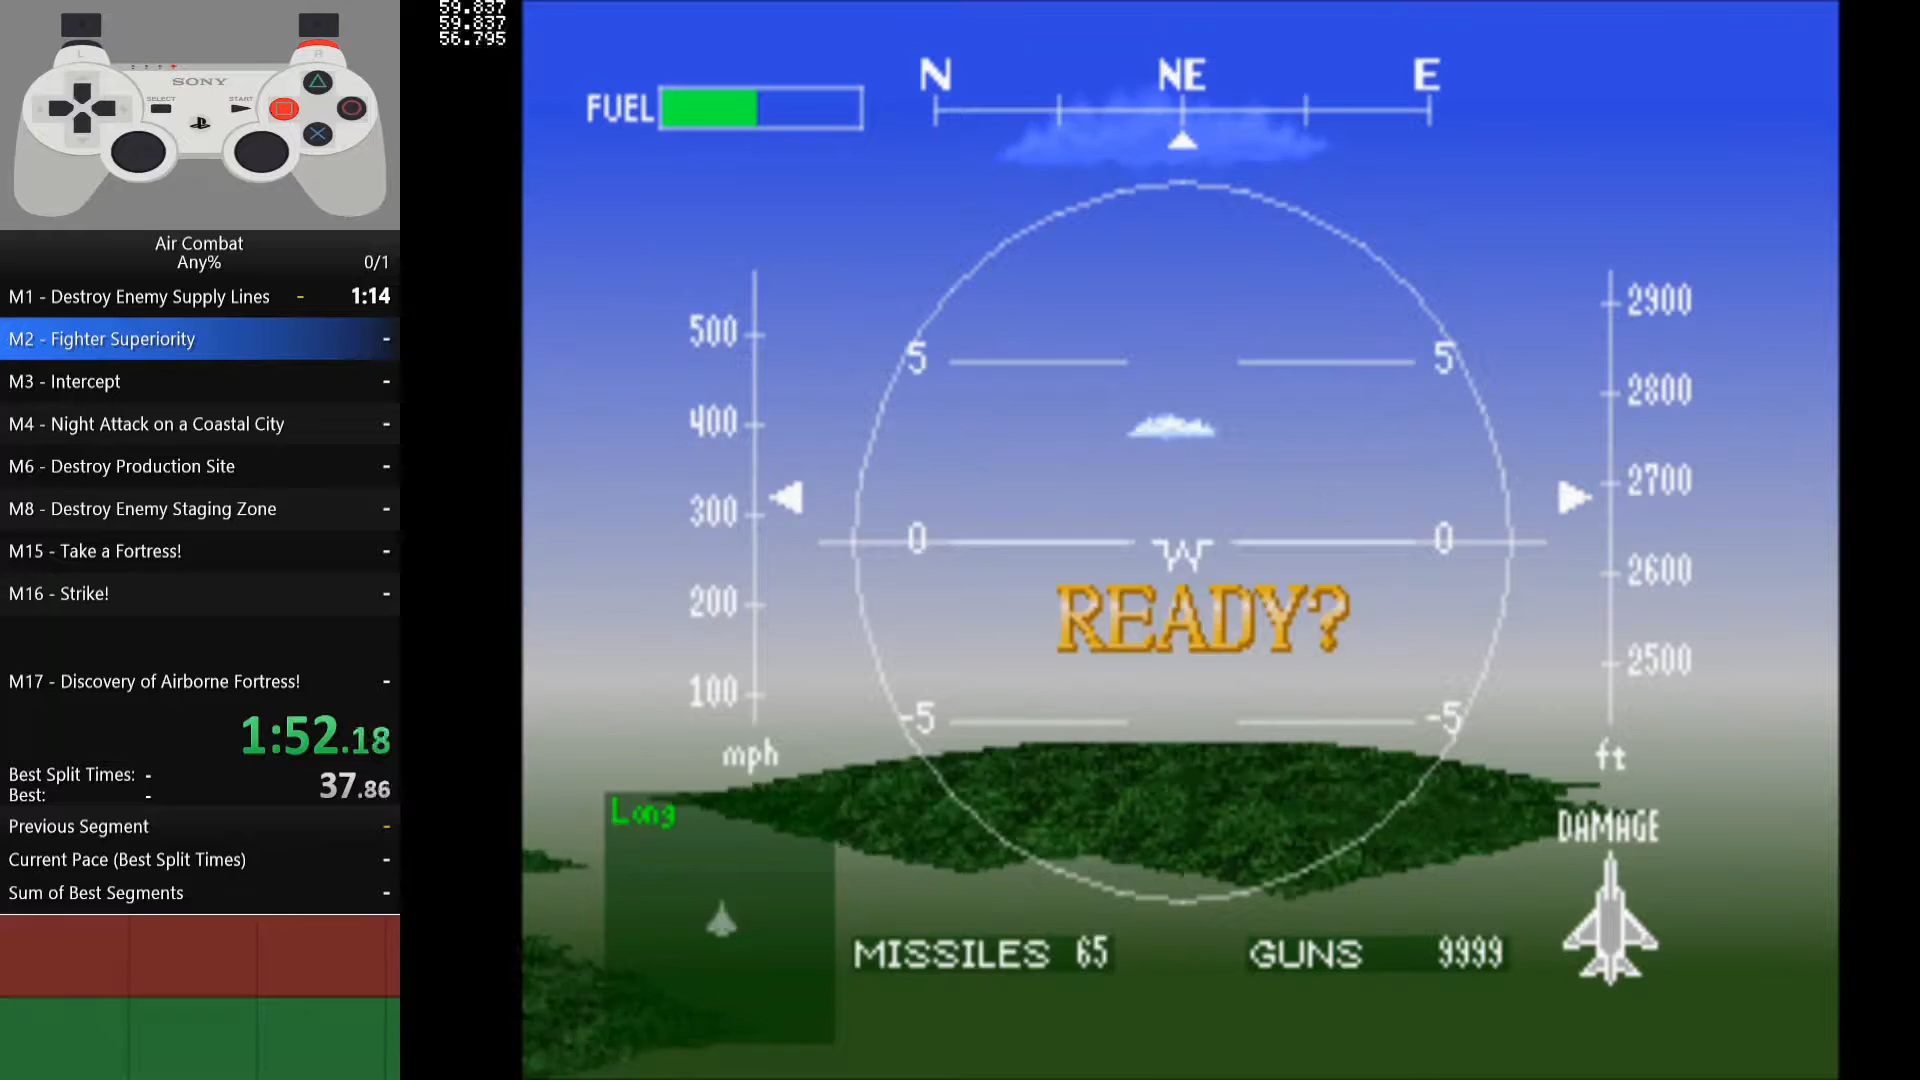 59.837
59.837
56.795
L
R
SONY
SELECT
START
Air Combat
Any%
0/1
M1 - Destroy Enemy Supply Lines - 1:14
M2 - Fighter Superiority -
M3 - Intercept -
M4 - Night Attack on a Coastal City -
M6 - Destroy Production Site -
M8 - Destroy Enemy Staging Zone -
M15 - Take a Fortress! -
M16 - Strike! -
M17 - Discovery of Airborne Fortress! -
1:52.18
Best Split Times: -
Best: -
37.86
Previous Segment -
Current Pace (Best Split Times) -
Sum of Best Segments -
N NE E
FUEL
500
400
300
200
100
mph
5 5
0 0
-5 -5
READY?
2900
2800
2700
2600
2500
ft
Long
DAMAGE
MISSILES 65
GUNS 9999